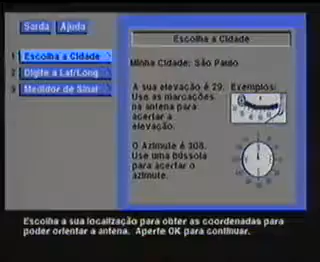 Sarda Ajuda
1 Escolha a Cidade
2 Digite a Lat/Long
3 Medidor de Sinal
Escolha a Cidade
Minha Cidade: São Paulo
A sua elevação é 29. Exemplos:
Use as marcações
na antena para
acertar a
elevação.
O Azimute é 308.
Use uma bússola
para acertar o
azimute.
Escolha a sua localização para obter as coordenadas para
poder orientar a antena. Aperte OK para continuar.